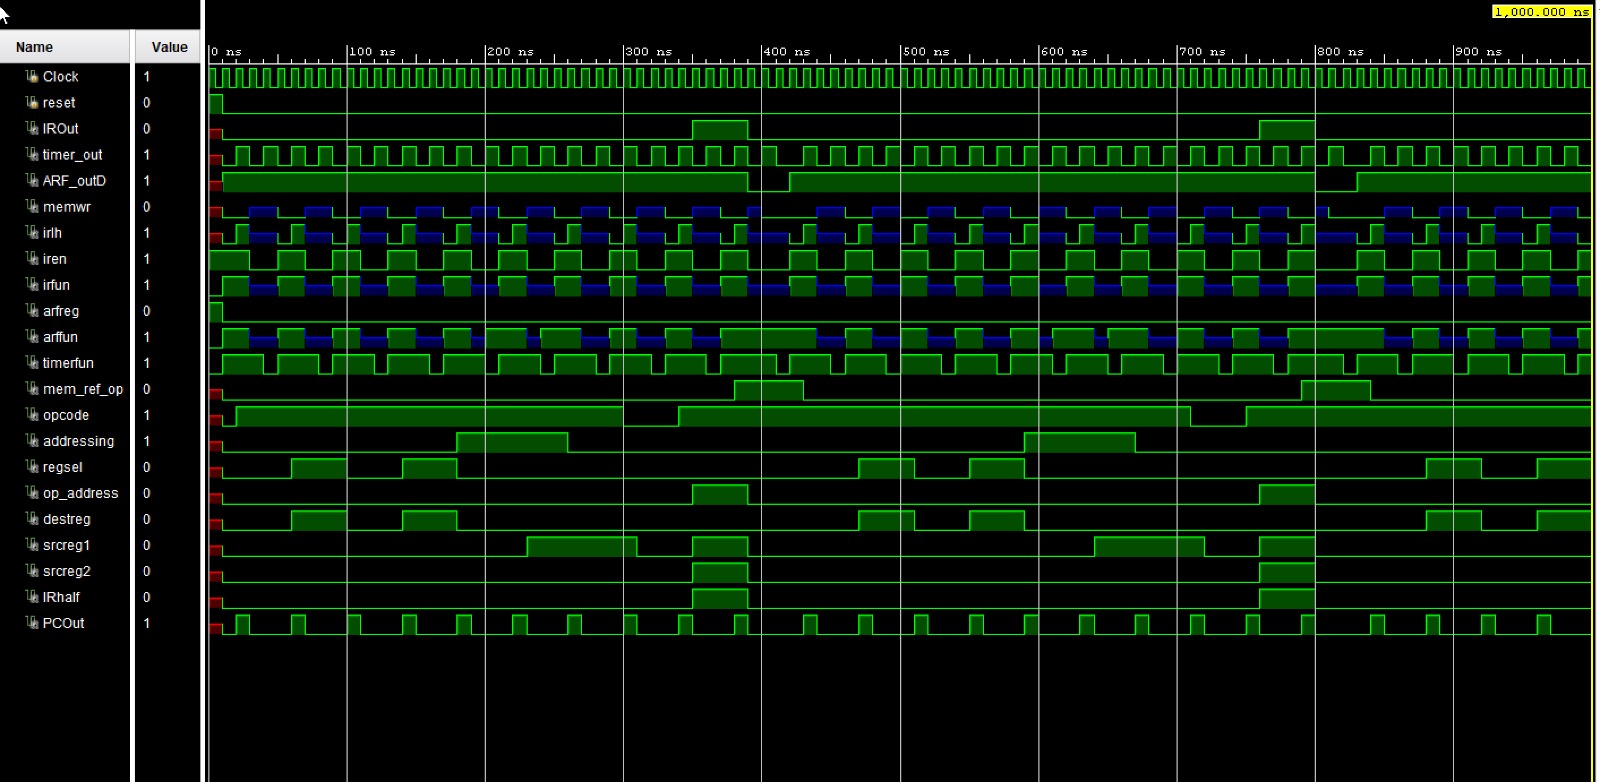 1,000.000 ns
Name Value
0 ns 100 ns 200 ns 300 ns 400 ns 500 ns 600 ns 700 ns 800 ns 900 ns
Clock 1
reset 0
IROut 0
timer_out 1
ARF_outD 1
memwr 0
irlh 1
iren 1
irfun 1
arfreg 0
arffun 1
timerfun 1
mem_ref_op 0
opcode 1
addressing 1
regsel 0
op_address 0
destreg 0
srcreg1 0
srcreg2 0
IRhalf 0
PCOut 1